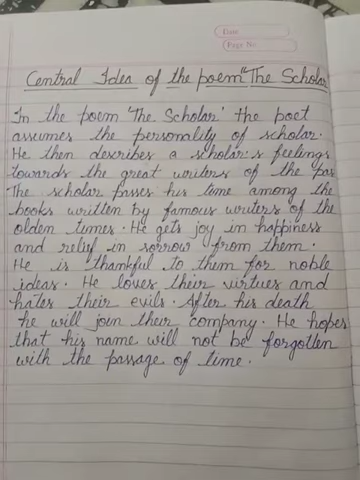 Date
Page No
Central Idea of the poem "The Scholar
In the poem 'The Scholar' the poet
assumes the personality of scholar.
He then describes a scholar's feelings
towards the great writers of the pas
The scholar passes his time among the
books written by famous writers of the
olden times. He gets joy in happiness
and relief in sorrow from them.
He is thankful to them for noble
ideas. He loves their virtues and
hates their evils. After his death
he will join their company. He hopes
that his name will not be forgotten
with the passage of time.